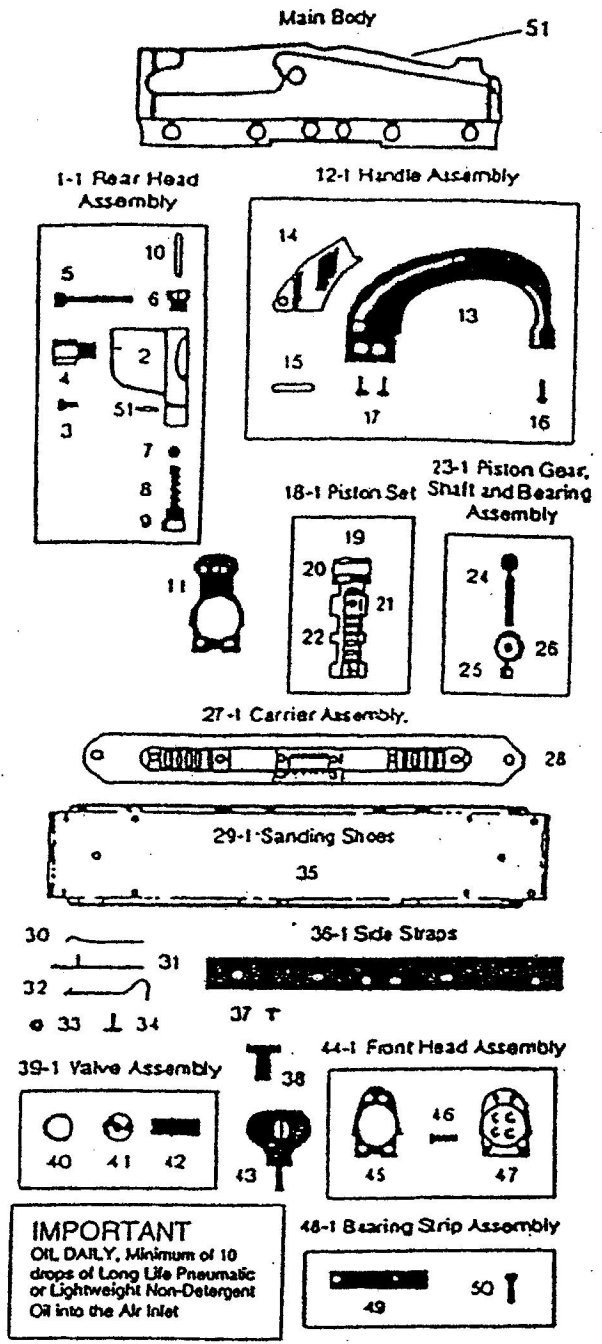 Main Body
51
1-1 Rear Head
Assembly
10
5
6
2
4
51
3
7
8
9
12-1 Handle Assembly
14
13
15
17
16
11
18-1 Piston Set
19
20
21
22
23-1 Piston Gear,
Shaft and Bearing
Assembly
24
26
25
27-1 Carrier Assembly.
28
29-1 Sanding Shoes
35
30
31
32
33
34
36-1 Side Straps
37
38
39-1 Valve Assembly
40
41
42
43
44-1 Front Head Assembly
46
45
47
IMPORTANT
OIL DAILY, Minimum of 10
drops of Long Life Pneumatic
or Lightweight Non-Detergent
Oil into the Air Inlet
48-1 Bearing Strip Assembly
49
50